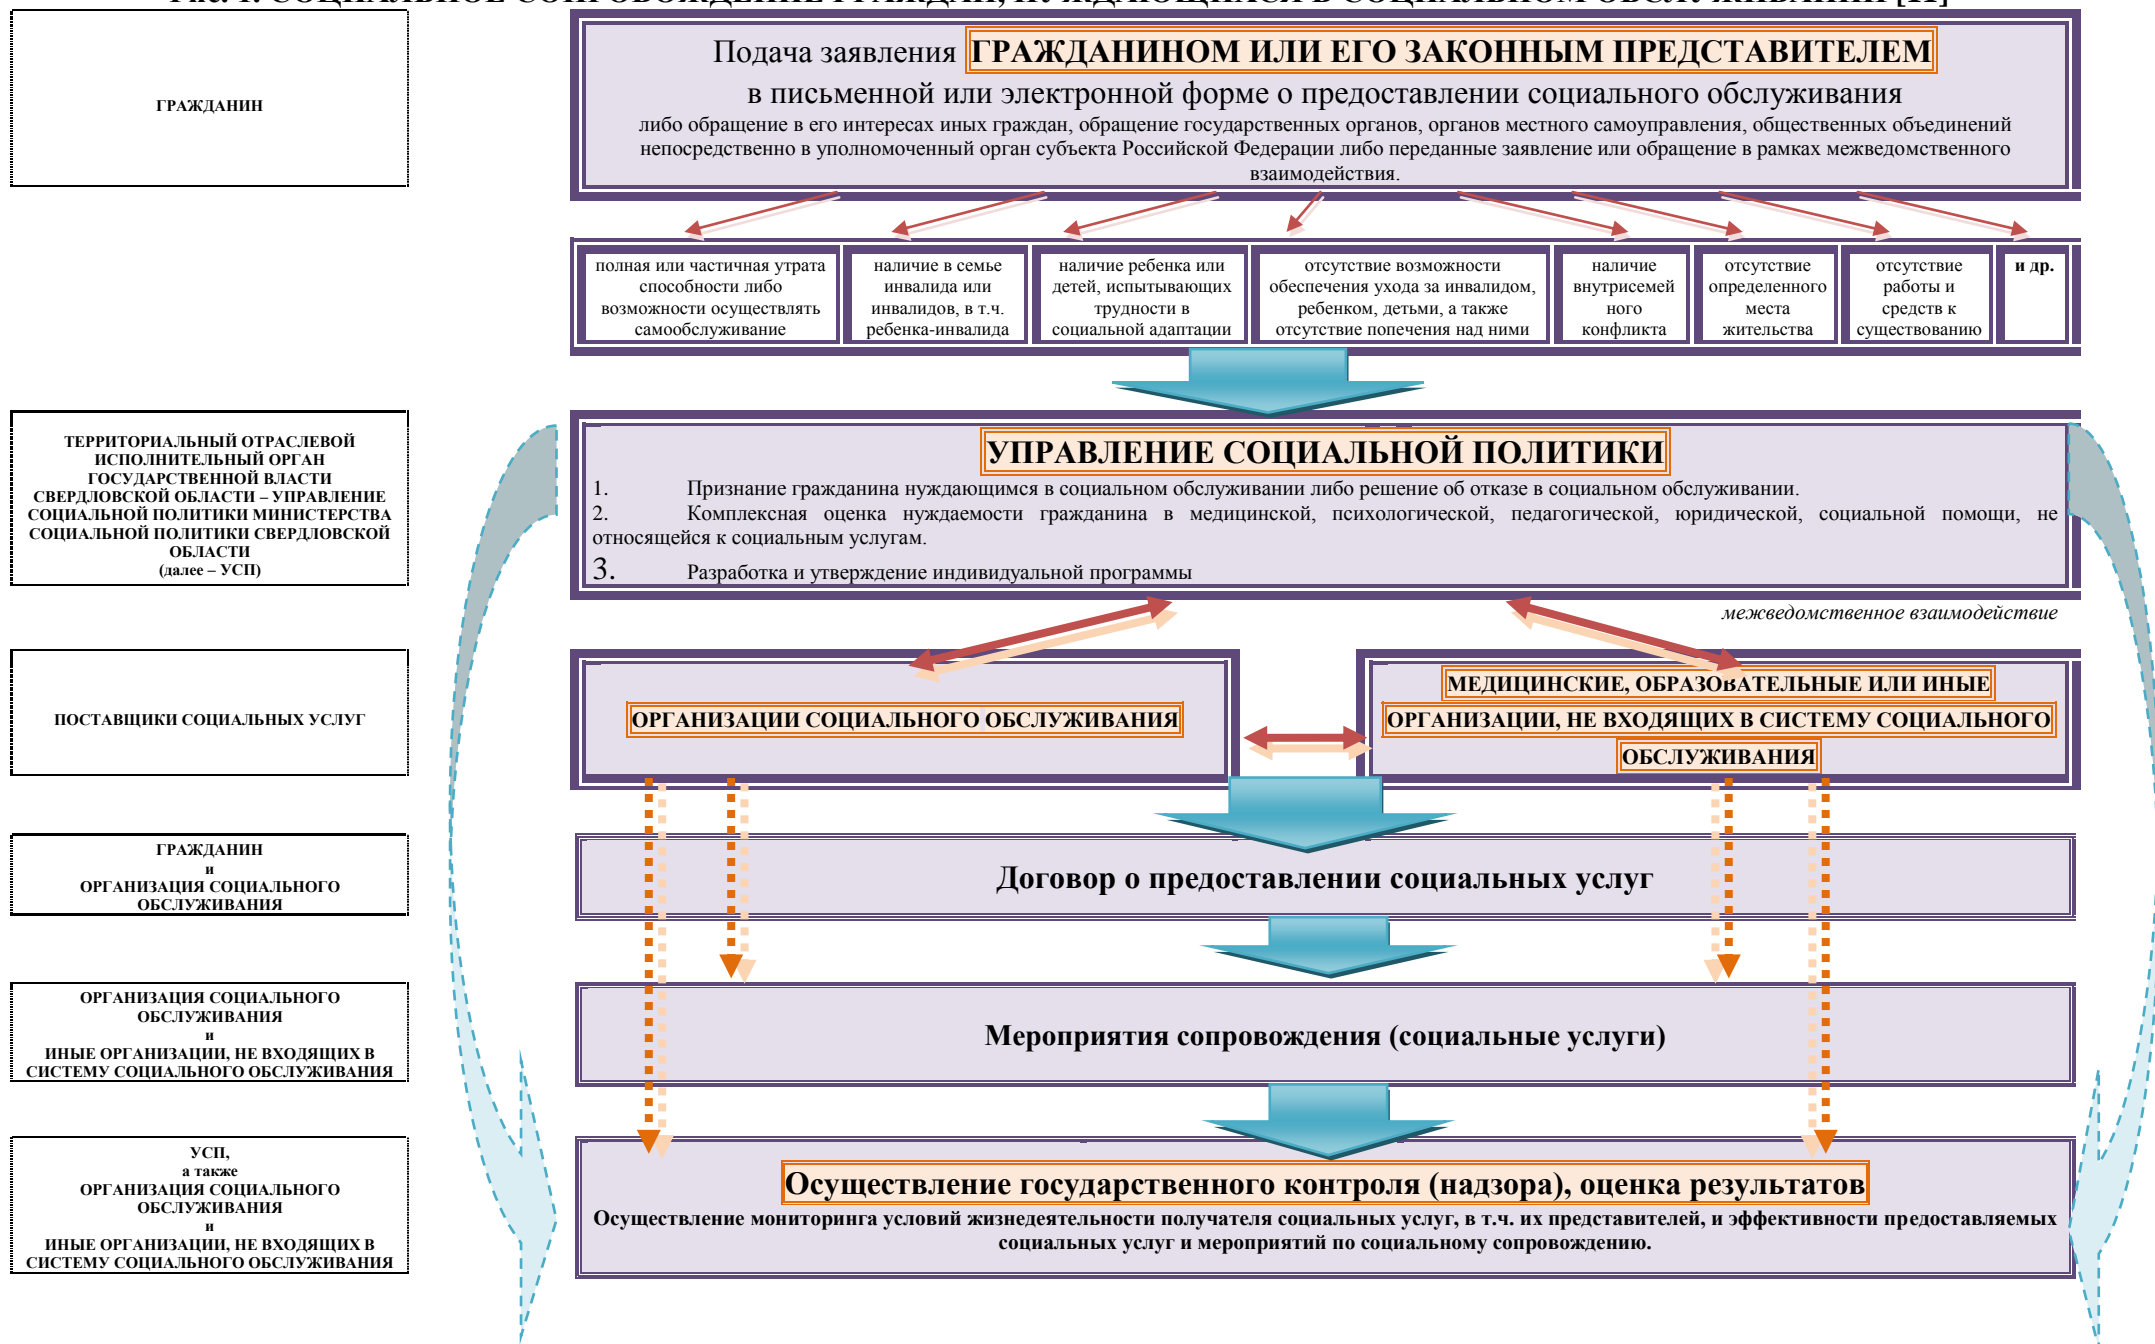 Рис. 1. СОЦИАЛЬНОЕ СОПРОВОЖДЕНИЕ ГРАЖДАН, НУЖДАЮЩИХСЯ В СОЦИАЛЬНОМ ОБСЛУЖИВАНИИ [11]
ГРАЖДАНИН
Подача заявления ГРАЖДАНИНОМ ИЛИ ЕГО ЗАКОННЫМ ПРЕДСТАВИТЕЛЕМ
в письменной или электронной форме о предоставлении социального обслуживания
либо обращение в его интересах иных граждан, обращение государственных органов, органов местного самоуправления, общественных объединений
непосредственно в уполномоченный орган субъекта Российской Федерации либо переданные заявление или обращение в рамках межведомственного
взаимодействия.
полная или частичная утрата
способности либо
возможности осуществлять
самообслуживание
наличие в семье
инвалида или
инвалидов, в т.ч.
ребенка-инвалида
наличие ребенка или
детей, испытывающих
трудности в
социальной адаптации
отсутствие возможности
обеспечения ухода за инвалидом,
ребенком, детьми, а также
отсутствие попечения над ними
наличие
внутрисемей
ного
конфликта
отсутствие
определенного
места
жительства
отсутствие
работы и
средств к
существованию
и др.
ТЕРРИТОРИАЛЬНЫЙ ОТРАСЛЕВОЙ
ИСПОЛНИТЕЛЬНЫЙ ОРГАН
ГОСУДАРСТВЕННОЙ ВЛАСТИ
СВЕРДЛОВСКОЙ ОБЛАСТИ – УПРАВЛЕНИЕ
СОЦИАЛЬНОЙ ПОЛИТИКИ МИНИСТЕРСТВА
СОЦИАЛЬНОЙ ПОЛИТИКИ СВЕРДЛОВСКОЙ
ОБЛАСТИ
(далее – УСП)
УПРАВЛЕНИЕ СОЦИАЛЬНОЙ ПОЛИТИКИ
1. Признание гражданина нуждающимся в социальном обслуживании либо решение об отказе в социальном обслуживании.
2. Комплексная оценка нуждаемости гражданина в медицинской, психологической, педагогической, юридической, социальной помощи, не
относящейся к социальным услугам.
3. Разработка и утверждение индивидуальной программы
межведомственное взаимодействие
ПОСТАВЩИКИ СОЦИАЛЬНЫХ УСЛУГ
ОРГАНИЗАЦИИ СОЦИАЛЬНОГО ОБСЛУЖИВАНИЯ
МЕДИЦИНСКИЕ, ОБРАЗОВАТЕЛЬНЫЕ ИЛИ ИНЫЕ
ОРГАНИЗАЦИИ, НЕ ВХОДЯЩИХ В СИСТЕМУ СОЦИАЛЬНОГО
ОБСЛУЖИВАНИЯ
ГРАЖДАНИН
и
ОРГАНИЗАЦИЯ СОЦИАЛЬНОГО
ОБСЛУЖИВАНИЯ
Договор о предоставлении социальных услуг
ОРГАНИЗАЦИЯ СОЦИАЛЬНОГО
ОБСЛУЖИВАНИЯ
и
ИНЫЕ ОРГАНИЗАЦИИ, НЕ ВХОДЯЩИХ В
СИСТЕМУ СОЦИАЛЬНОГО ОБСЛУЖИВАНИЯ
Мероприятия сопровождения (социальные услуги)
УСП,
а также
ОРГАНИЗАЦИЯ СОЦИАЛЬНОГО
ОБСЛУЖИВАНИЯ
и
ИНЫЕ ОРГАНИЗАЦИИ, НЕ ВХОДЯЩИХ В
СИСТЕМУ СОЦИАЛЬНОГО ОБСЛУЖИВАНИЯ
Осуществление государственного контроля (надзора), оценка результатов
Осуществление мониторинга условий жизнедеятельности получателя социальных услуг, в т.ч. их представителей, и эффективности предоставляемых
социальных услуг и мероприятий по социальному сопровождению.